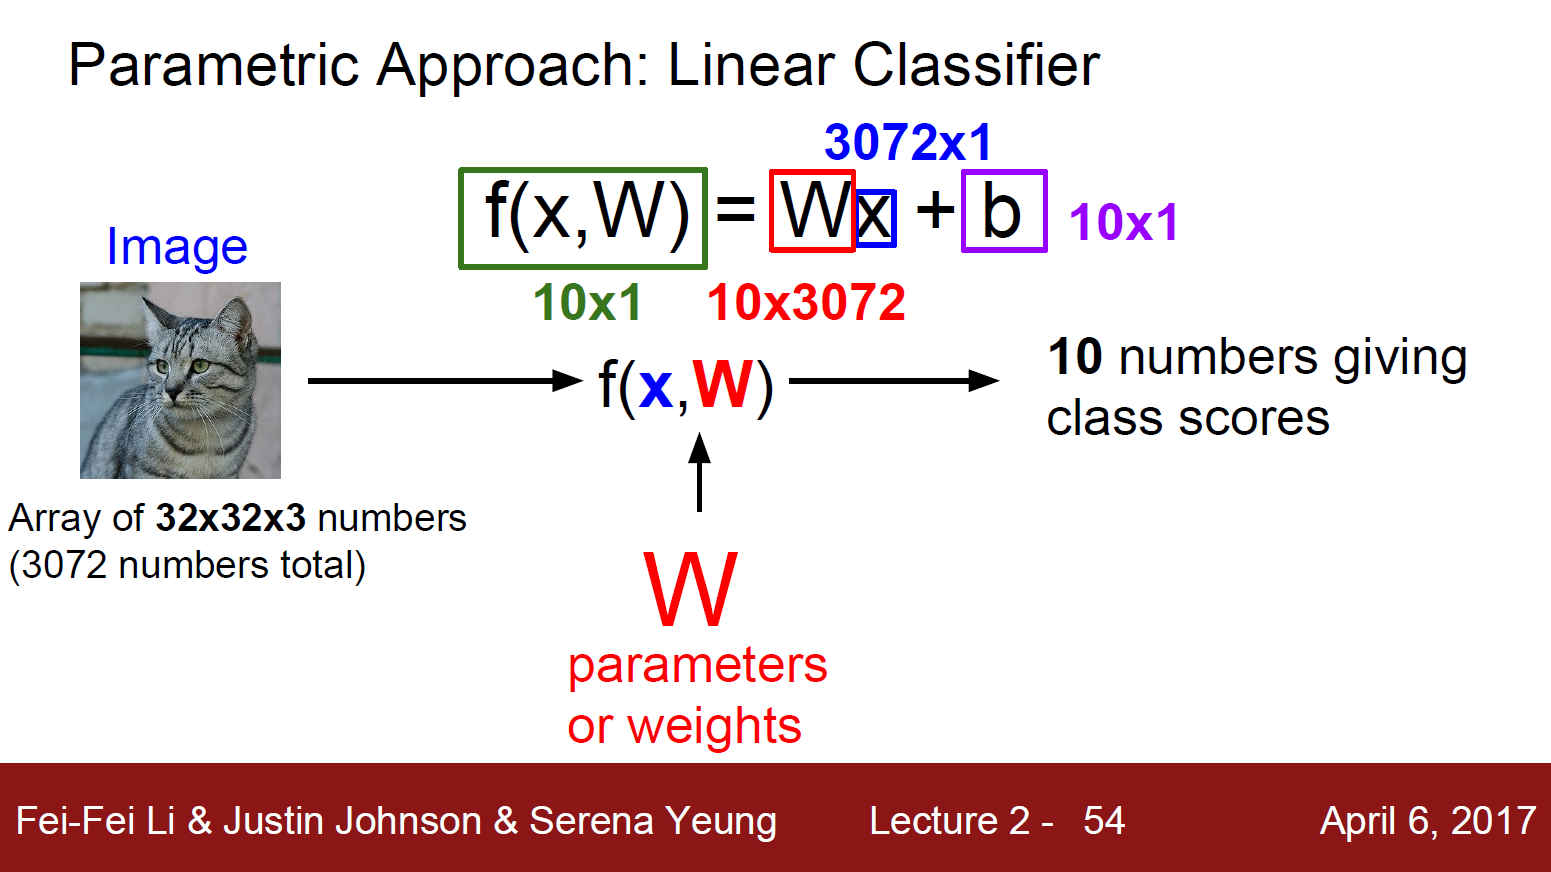 Parametric Approach: Linear Classifier
3072x1
f(x,W) = Wx + b 10x1
10x1 10x3072
Image
f(x,W)
10 numbers giving
class scores
Array of 32x32x3 numbers
(3072 numbers total)
W
parameters
or weights
Fei-Fei Li & Justin Johnson & Serena Yeung Lecture 2 - 54 April 6, 2017